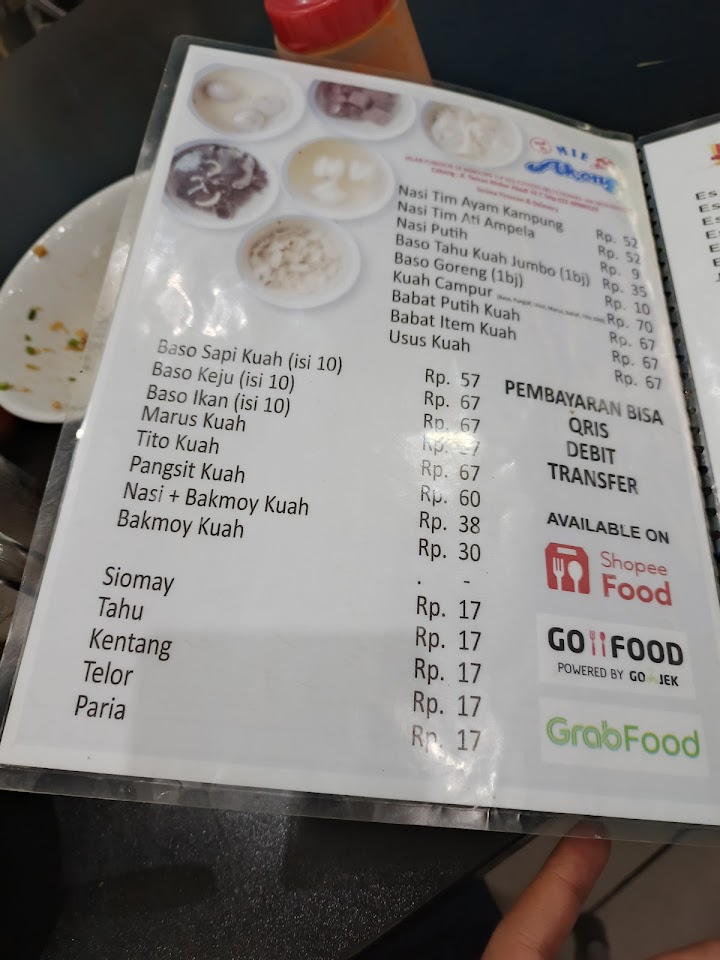 MIE
Akong
Nasi Tim Ayam Kampung Rp. 52
Nasi Tim Ati Ampela Rp. 52
Nasi Putih Rp. 9
Baso Tahu Kuah Jumbo (1bj) Rp. 35
Baso Goreng (1bj) Rp. 10
Kuah Campur Rp. 70
Babat Putih Kuah Rp. 67
Babat Item Kuah Rp. 67
Usus Kuah Rp. 67
Baso Sapi Kuah (isi 10) Rp. 57
Baso Keju (isi 10) Rp. 67
Baso Ikan (isi 10) Rp. 67
Marus Kuah Rp.
Tito Kuah Rp. 67
Pangsit Kuah Rp. 60
Nasi + Bakmoy Kuah Rp. 38
Bakmoy Kuah Rp. 30
. -
Siomay Rp. 17
Tahu Rp. 17
Kentang Rp. 17
Telor Rp. 17
Paria Rp. 17
PEMBAYARAN BISA
QRIS
DEBIT
TRANSFER
AVAILABLE ON
Shopee
Food
GO FOOD
POWERED BY GOJEK
GrabFood
Es
Es
Es
Es